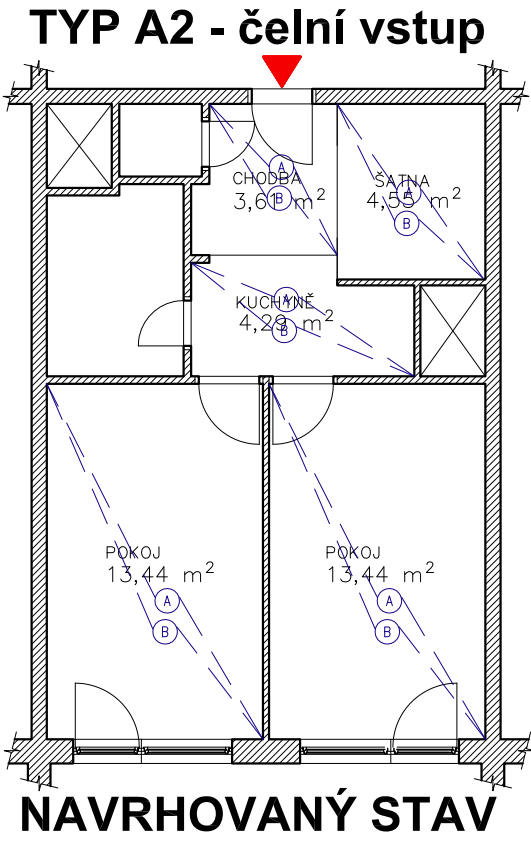 TYP A2 - čelní vstup
CHODBA
3,61 m²
A
B
ŠATNA
4,55 m²
A
B
KUCHYNĚ
4,29 m²
A
B
POKOJ
13,44 m²
A
B
POKOJ
13,44 m²
A
B
NAVRHOVANÝ STAV